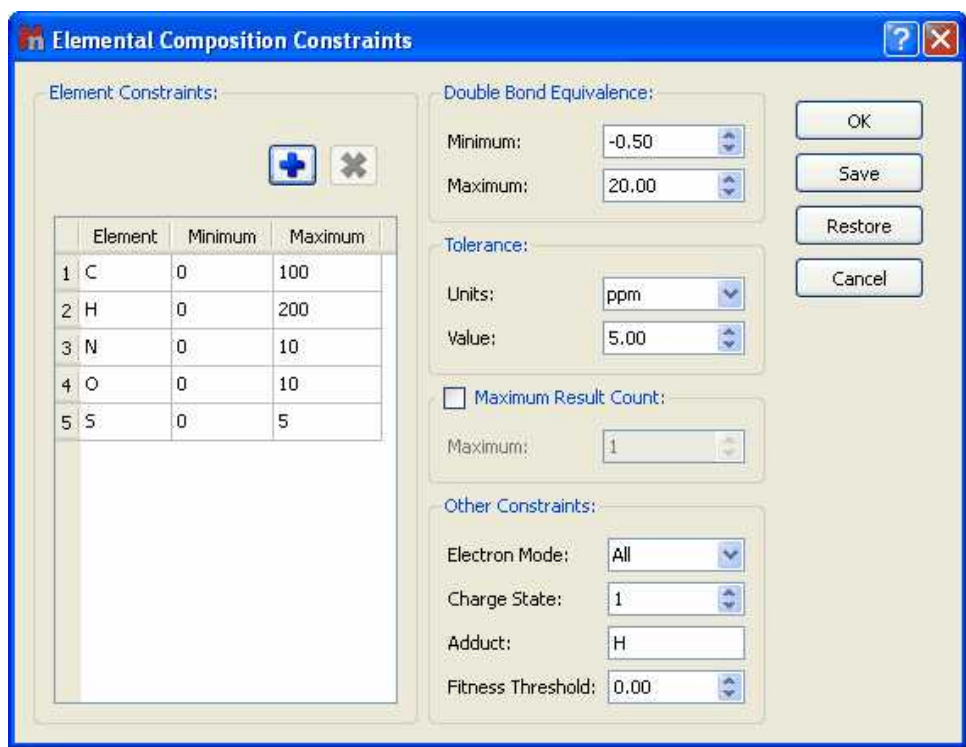 Elemental Composition Constraints
Element Constraints:
Element Minimum Maximum
1 C 0 100
2 H 0 200
3 N 0 10
4 O 0 10
5 S 0 5
Double Bond Equivalence:
Minimum: -0.50
Maximum: 20.00
Tolerance:
Units: ppm
Value: 5.00
Maximum Result Count:
Maximum: 1
Other Constraints:
Electron Mode: All
Charge State: 1
Adduct: H
Fitness Threshold: 0.00
OK
Save
Restore
Cancel